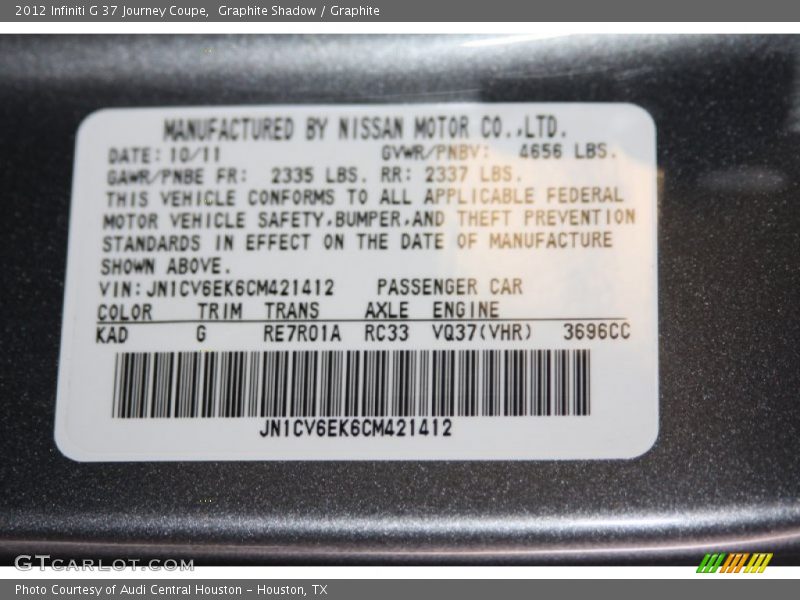 2012 Infiniti G 37 Journey Coupe,  Graphite Shadow / Graphite
MANUFACTURED BY NISSAN MOTOR CO.,LTD.
DATE: 10/11 GVWR/PNBV: 4656 LBS.
GAWR/PNBE FR: 2335 LBS. RR: 2337 LBS.
THIS VEHICLE CONFORMS TO ALL APPLICABLE FEDERAL
MOTOR VEHICLE SAFETY,BUMPER,AND THEFT PREVENTION
STANDARDS IN EFFECT ON THE DATE OF MANUFACTURE
SHOWN ABOVE.
VIN:JN1CV6EK6CM421412 PASSENGER CAR
COLOR TRIM TRANS AXLE ENGINE
KAD G RE7R01A RC33 VQ37(VHR) 3696CC
JN1CV6EK6CM421412
GTCARLOT.COM
Photo Courtesy of Audi Central Houston - Houston, TX